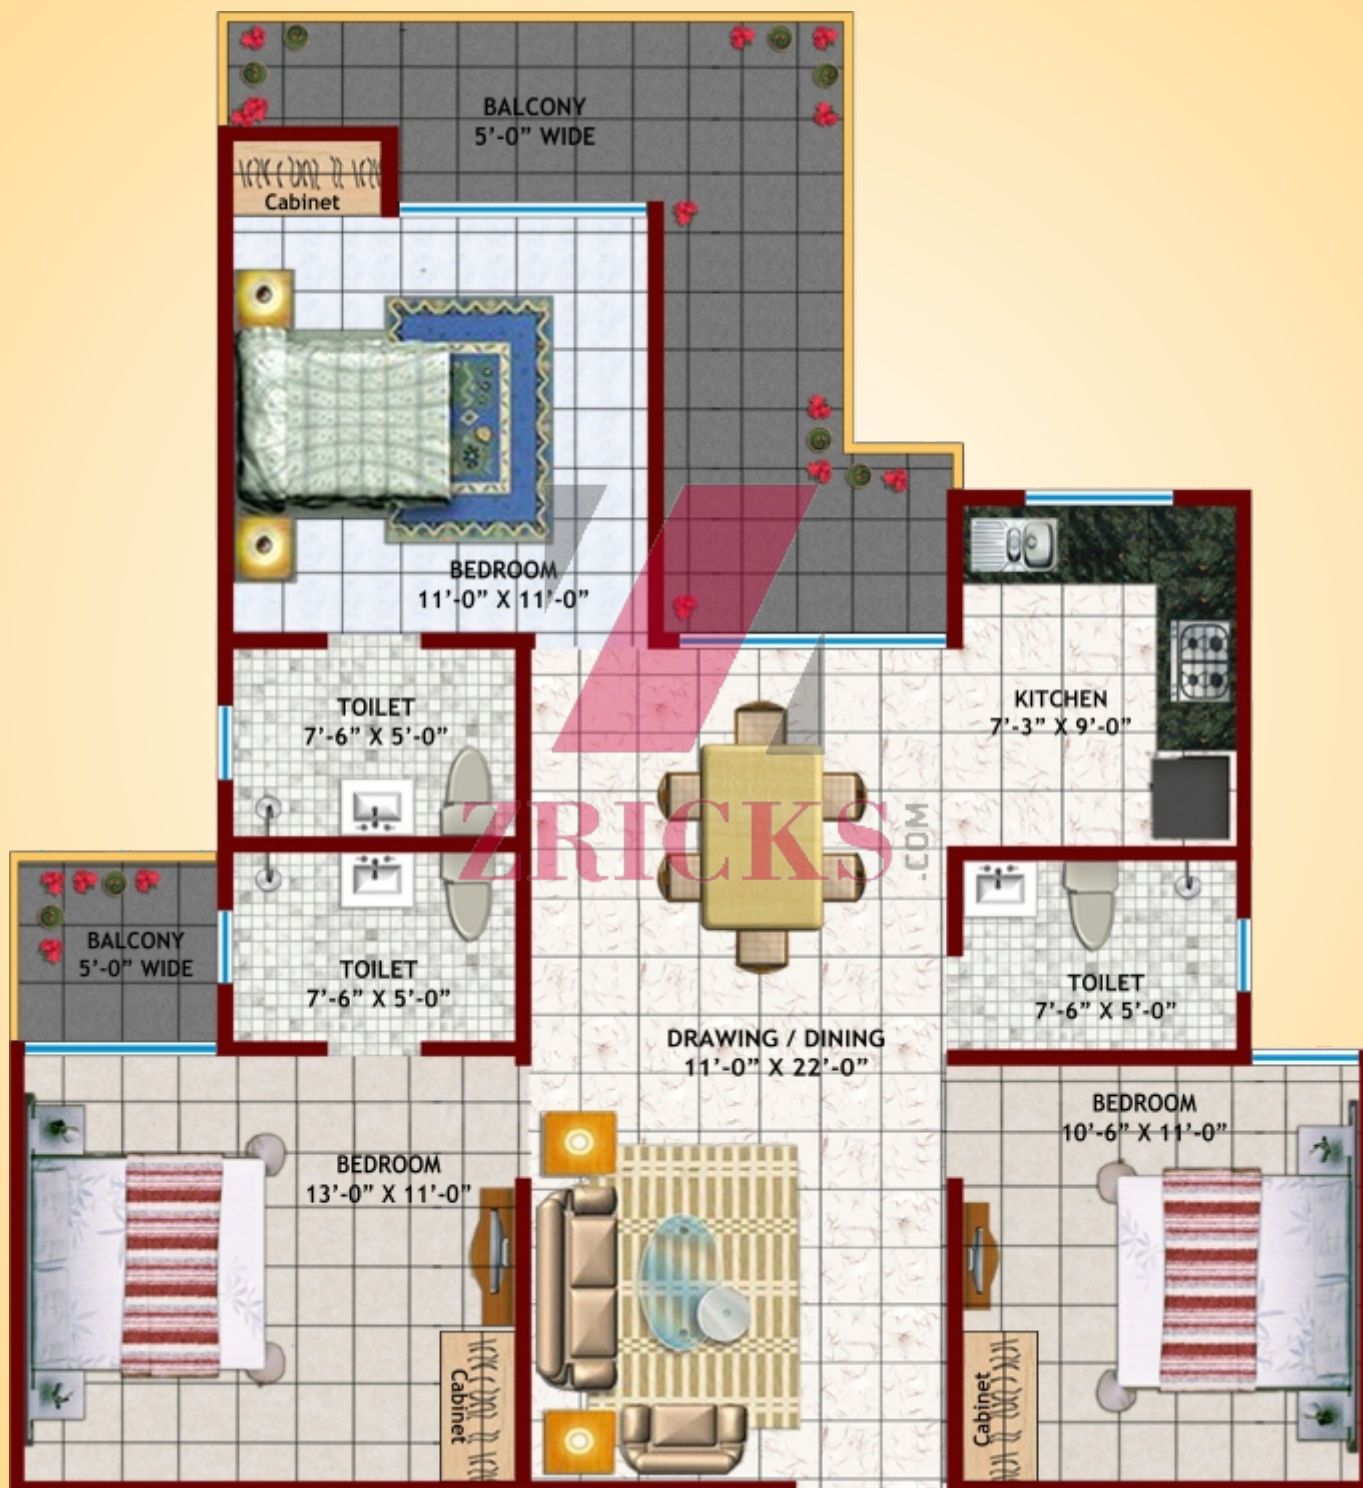 BALCONY
5'-0" WIDE
Cabinet
BEDROOM
11'-0" X 11'-0"
KITCHEN
7'-3" X 9'-0"
TOILET
7'-6" X 5'-0"
ZRICKS
.COM
BALCONY
5'-0" WIDE
TOILET
7'-6" X 5'-0"
TOILET
7'-6" X 5'-0"
DRAWING / DINING
11'-0" X 22'-0"
BEDROOM
10'-6" X 11'-0"
BEDROOM
13'-0" X 11'-0"
Cabinet
Cabinet